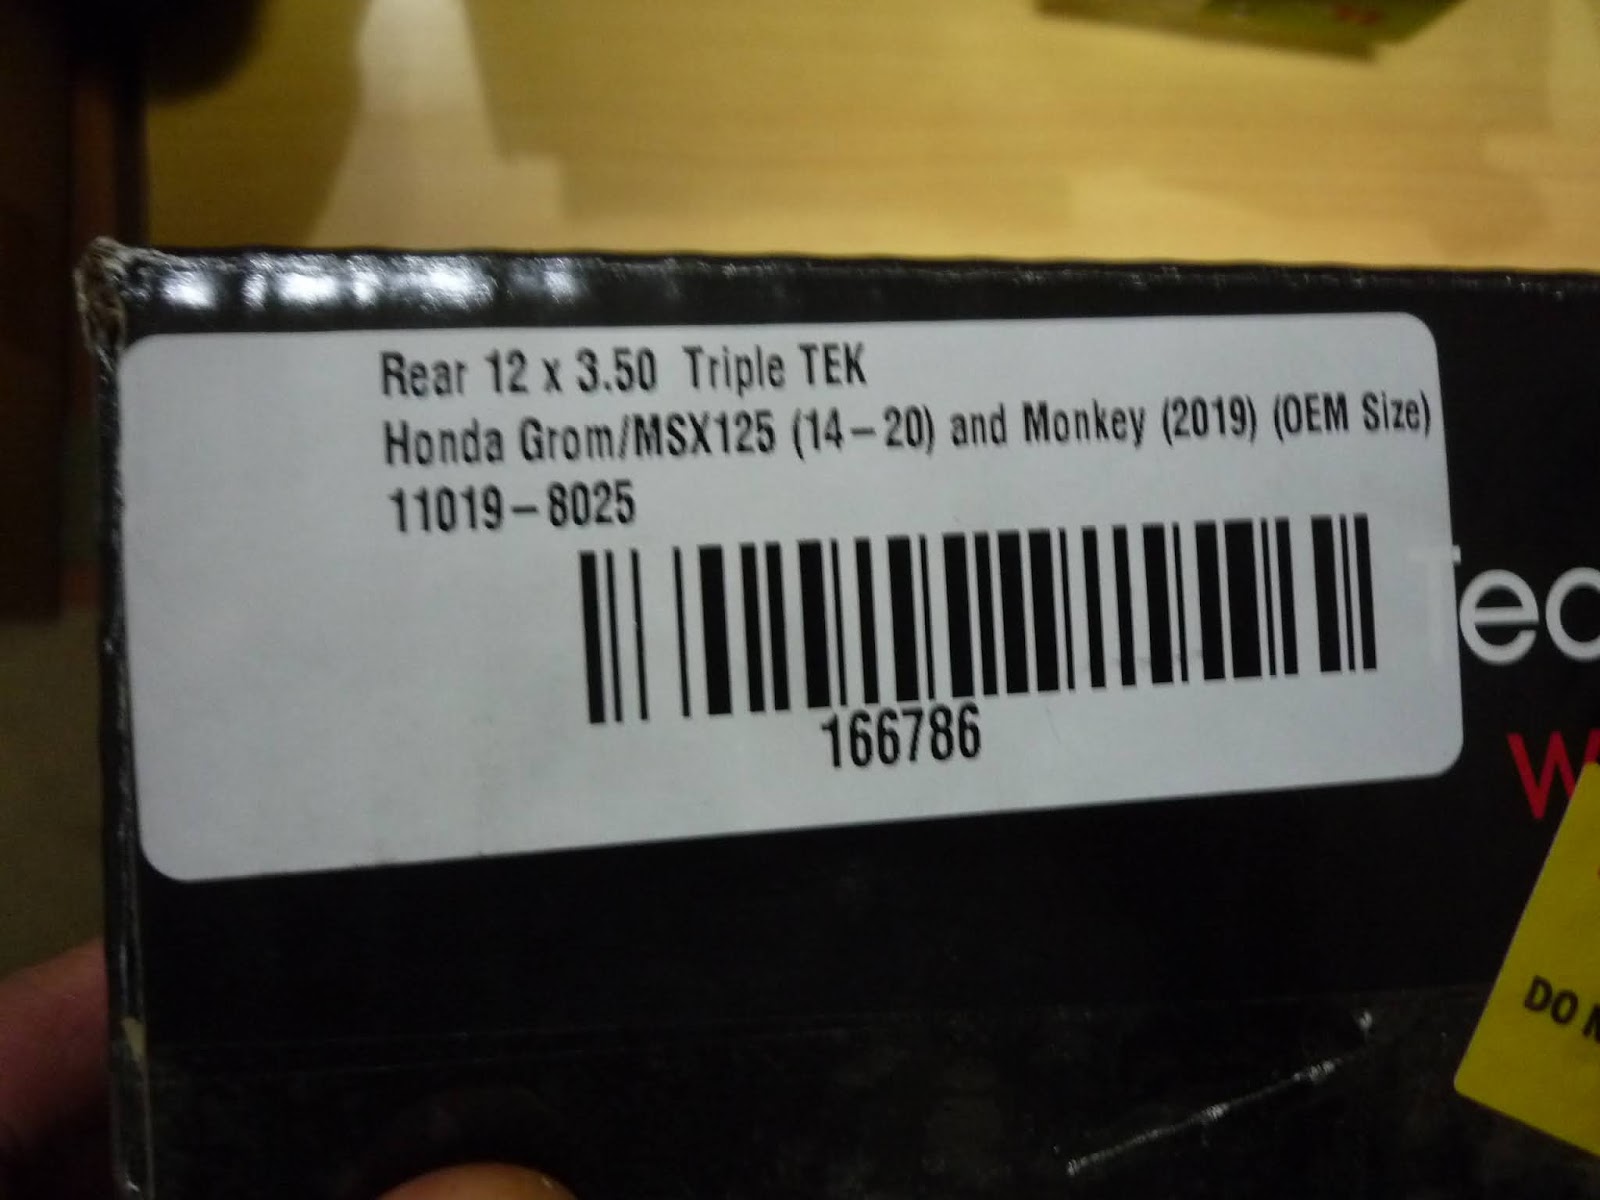 Rear 12 x 3.50 Triple TEK
Honda Grom/MSX125 (14-20) and Monkey (2019) (OEM Size)
11019-8025
166786
DO